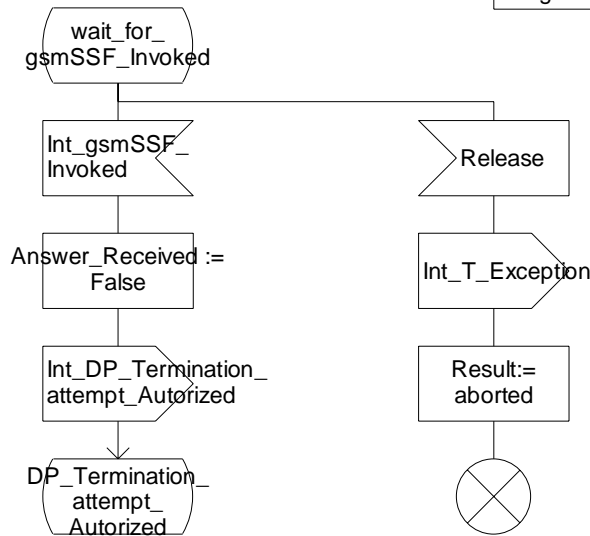 wait_for_
gsmSSF_Invoked
Int_gsmSSF_
Invoked
Release
Answer_Received :=
False
Int_T_Exception
Int_DP_Termination_
attempt_Autorized
Result:=
aborted
DP_Termination_
attempt_
Autorized